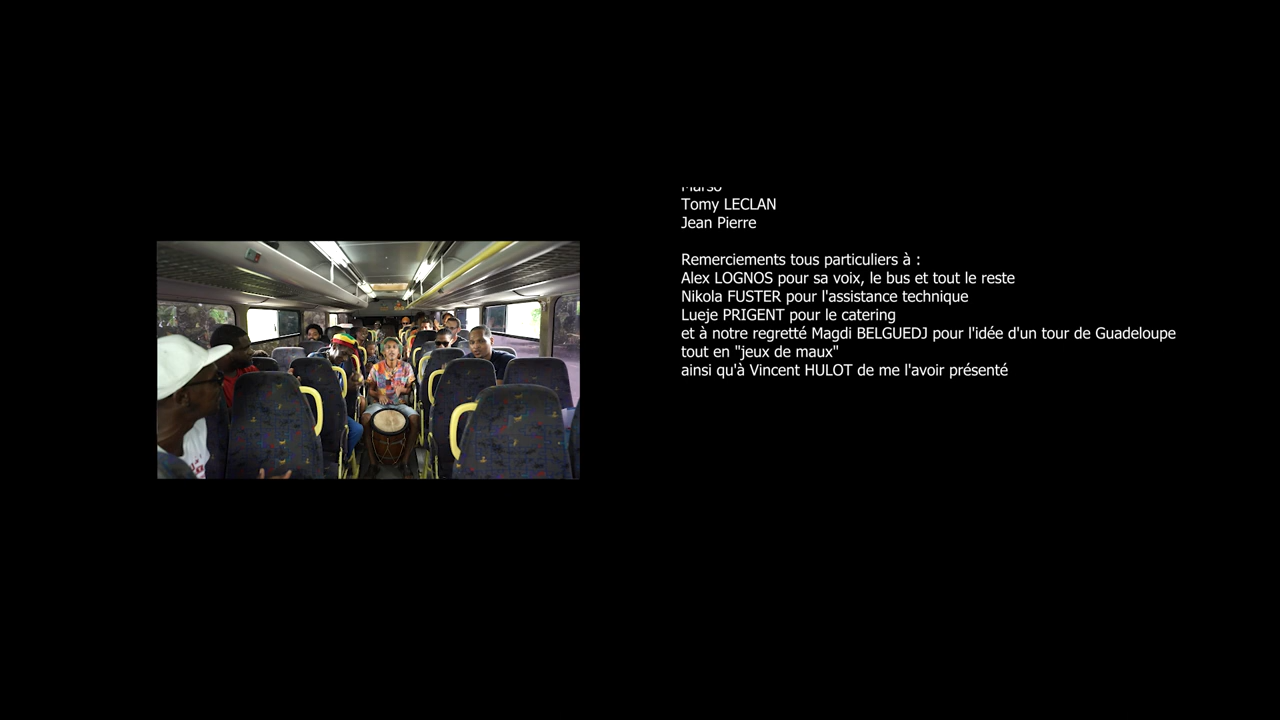 Tomy LECLAN
Jean Pierre
Remerciements tous particuliers à :
Alex LOGNOS pour sa voix, le bus et tout le reste
Nikola FUSTER pour l'assistance technique
Lueje PRIGENT pour le catering
et à notre regretté Magdi BELGUEDJ pour l'idée d'un tour de Guadeloupe
tout en "jeux de maux"
ainsi qu'à Vincent HULOT de me l'avoir présenté